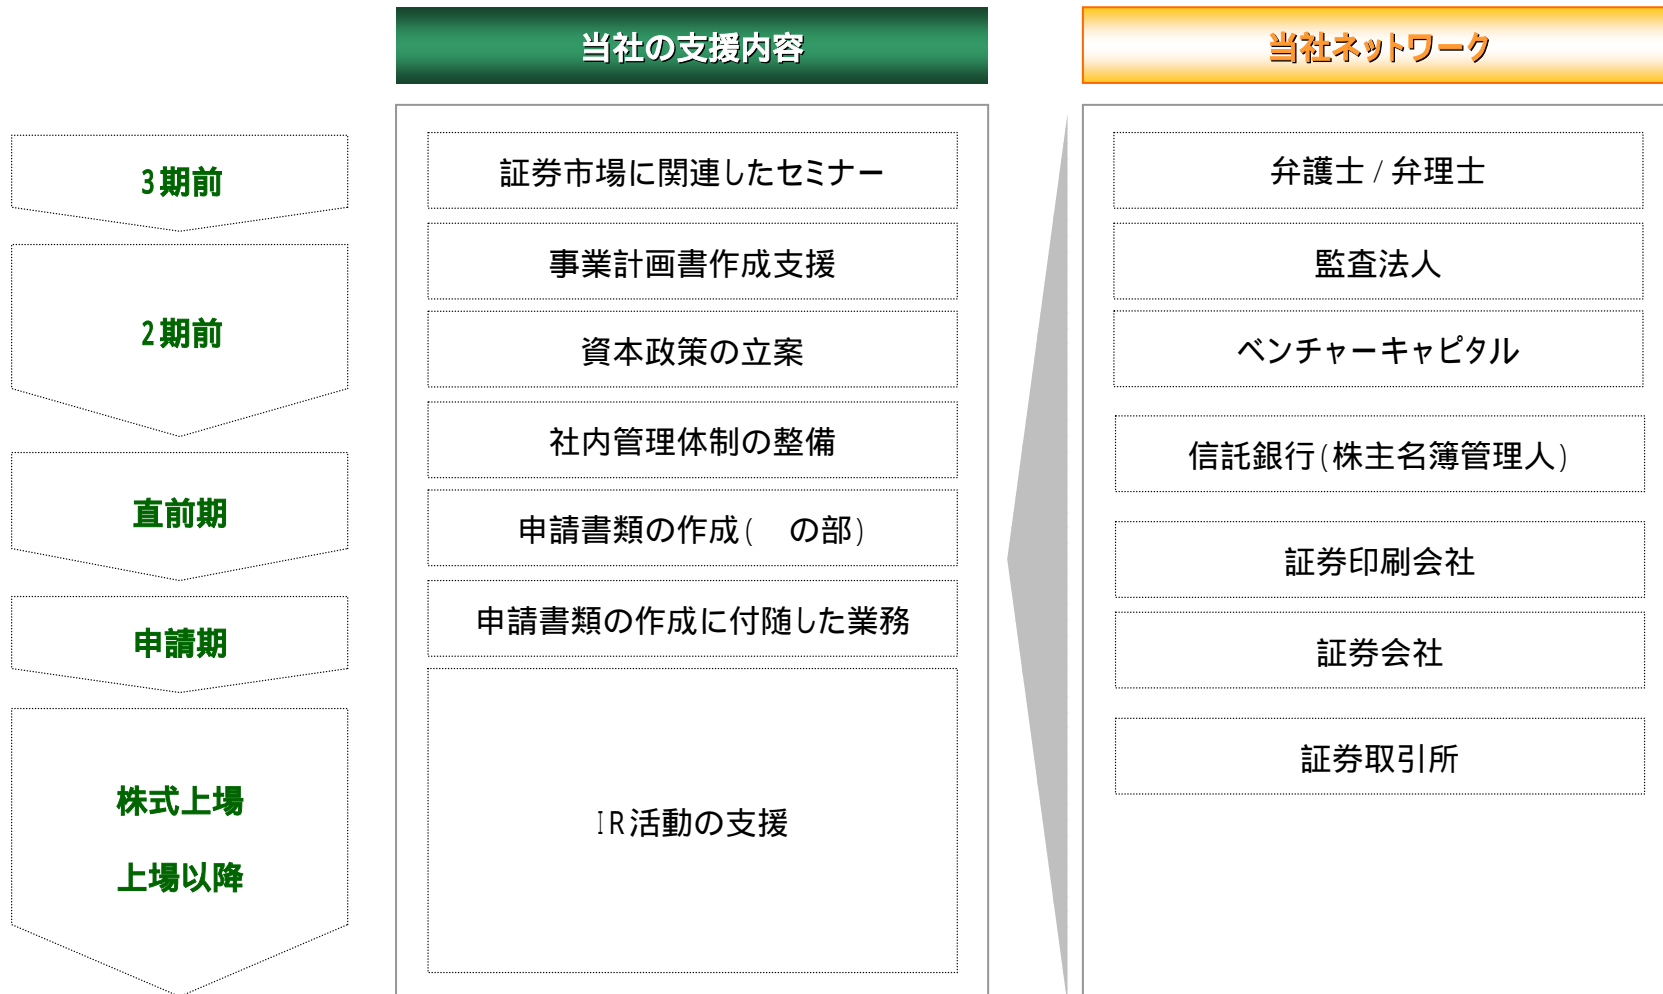 当社の支援内容
当社ネットワーク
3期前
2期前
直前期
申請期
株式上場
上場以降
証券市場に関連したセミナー
事業計画書作成支援
資本政策の立案
社内管理体制の整備
申請書類の作成(　の部)
申請書類の作成に付随した業務
IR活動の支援
弁護士/弁理士
監査法人
ベンチャーキャピタル
信託銀行(株主名簿管理人)
証券印刷会社
証券会社
証券取引所